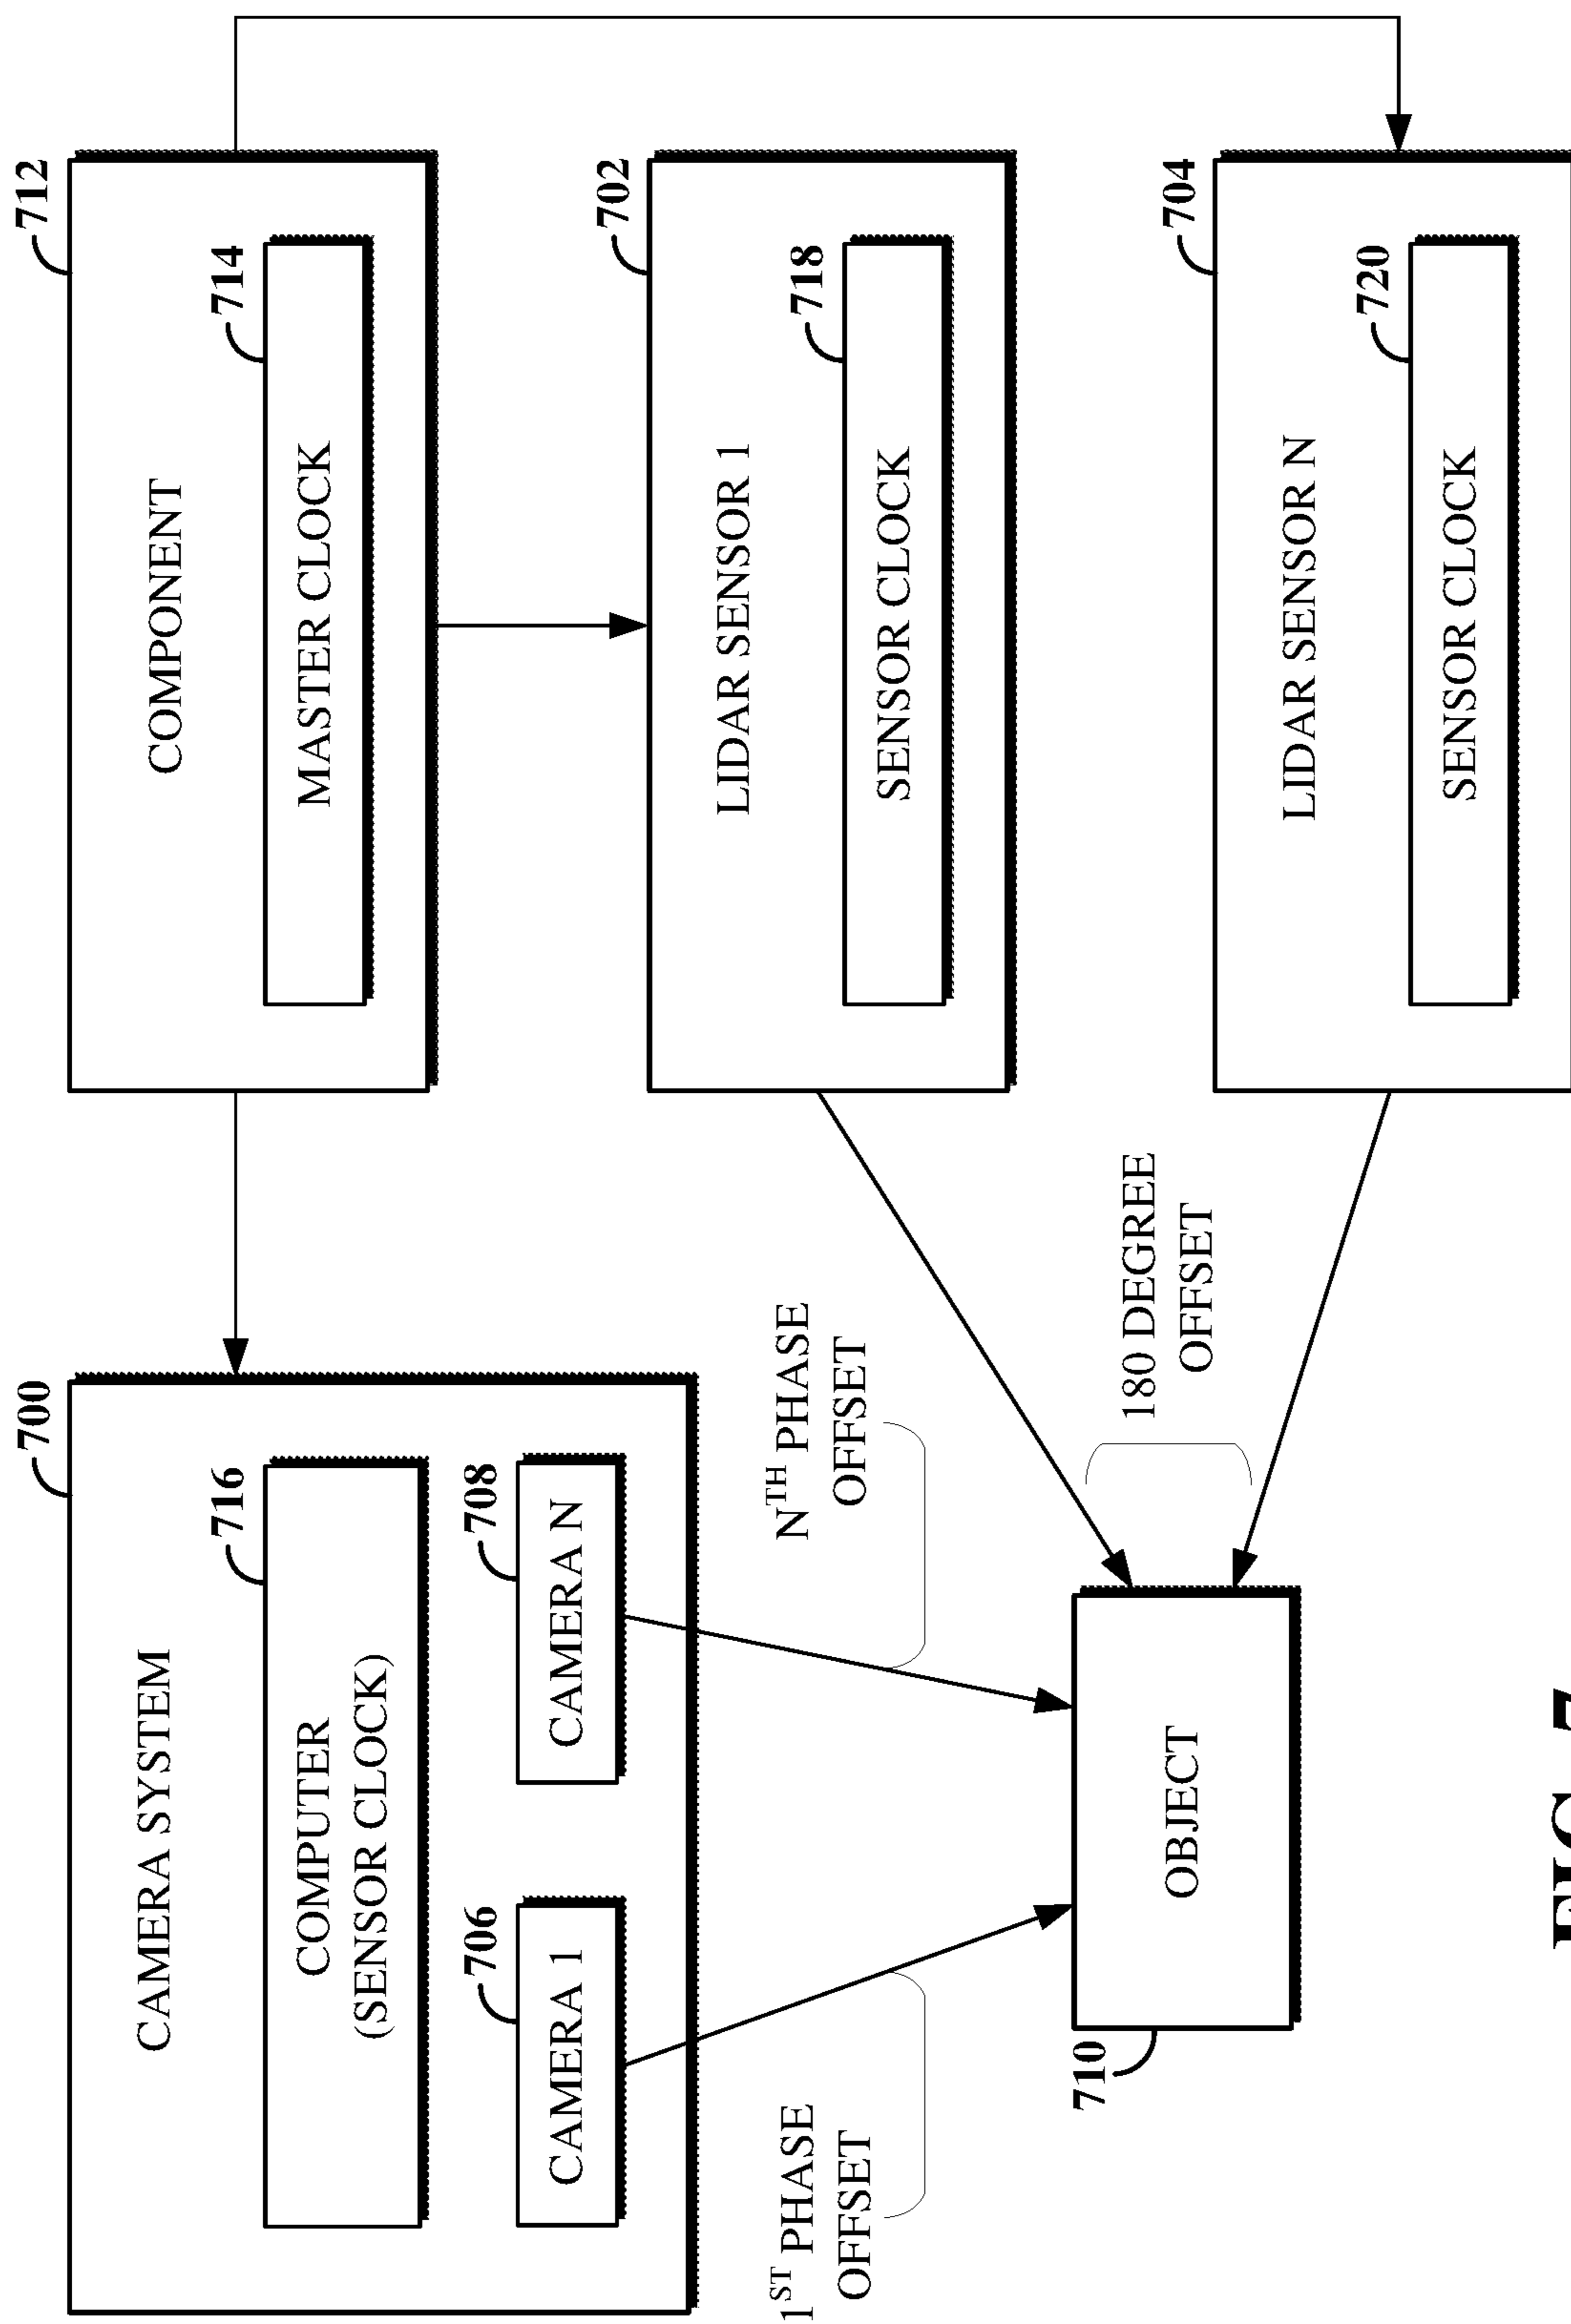 700
CAMERA SYSTEM
716
COMPUTER
(SENSOR CLOCK)
706
CAMERA 1
708
CAMERA N
712
COMPONENT
714
MASTER CLOCK
1ST PHASE
OFFSET
NTH PHASE
OFFSET
702
LIDAR SENSOR 1
718
SENSOR CLOCK
710
OBJECT
180 DEGREE
OFFSET
704
LIDAR SENSOR N
720
SENSOR CLOCK